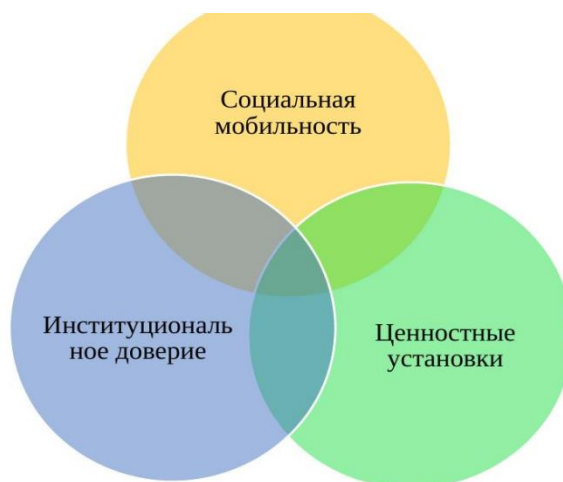 Социальная
мобильность
Институциональ
ное доверие
Ценностные
установки